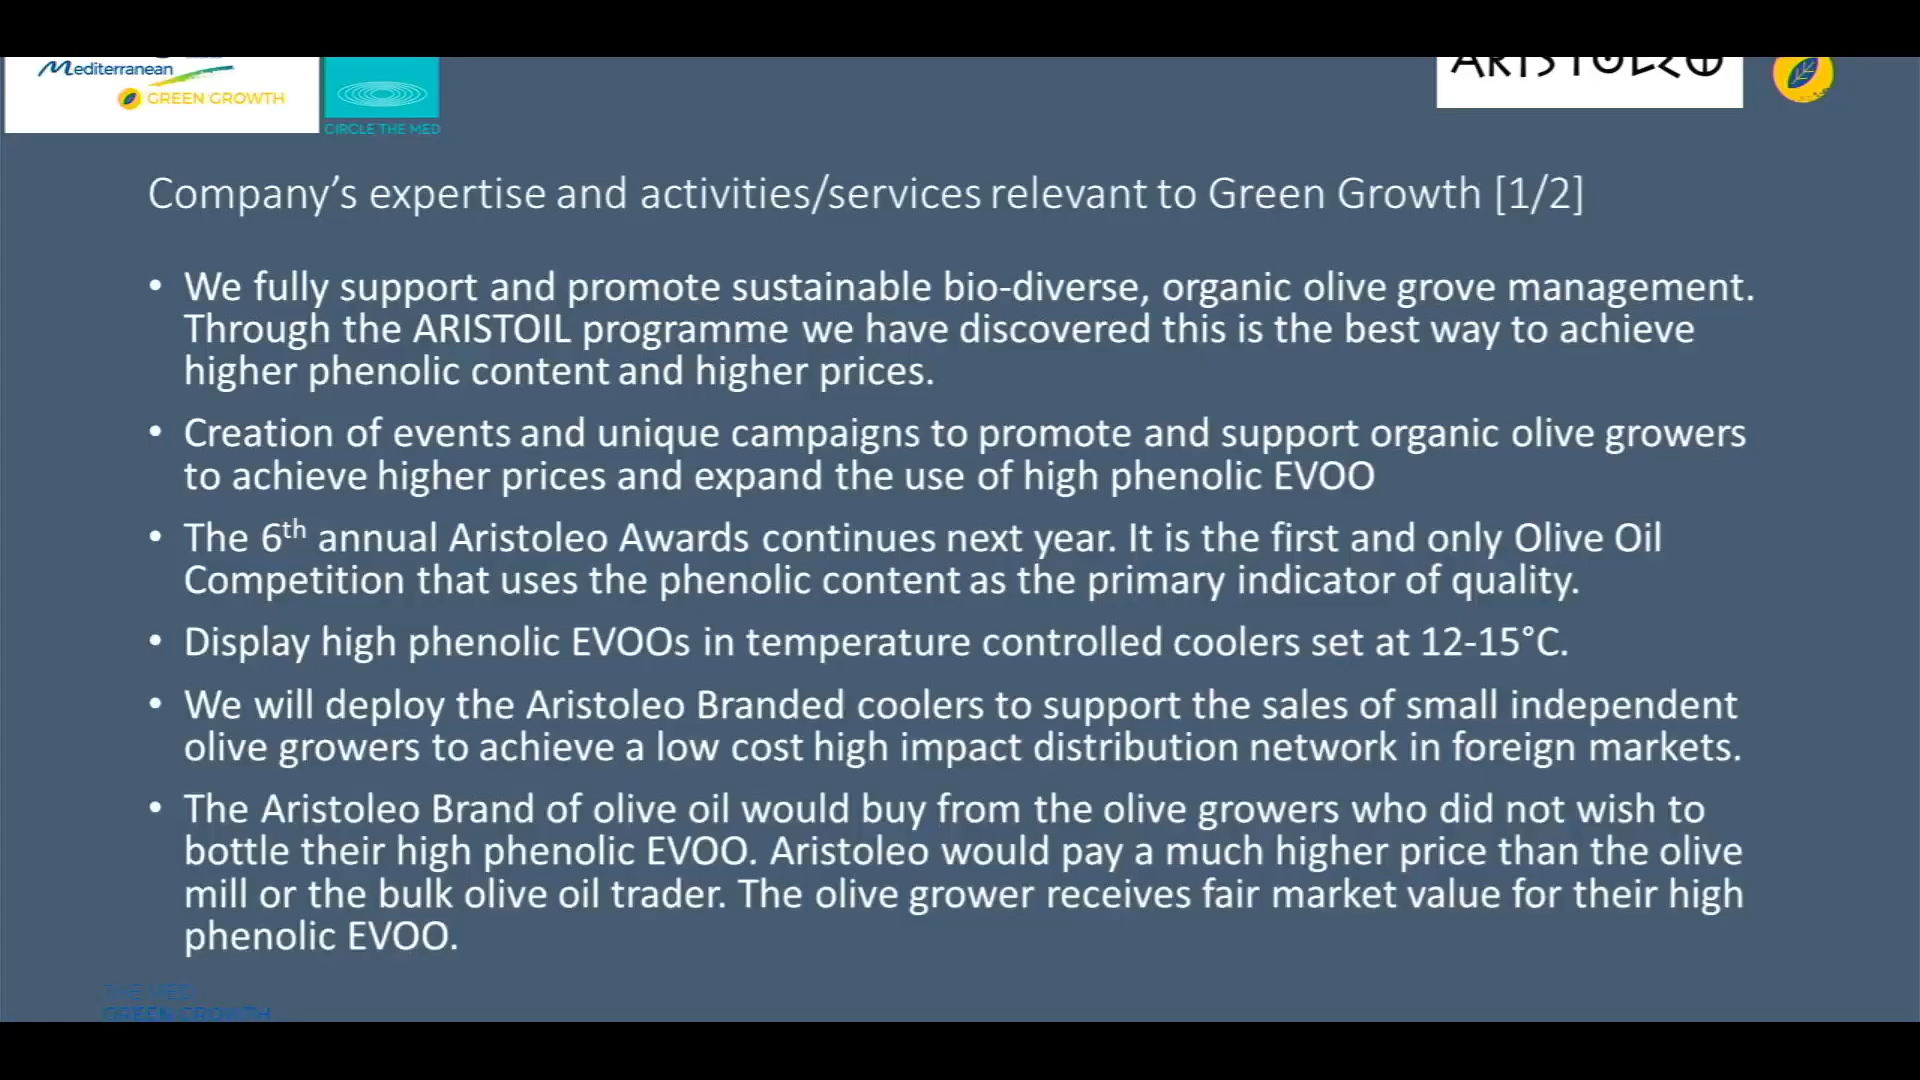 Mediterranean
GREEN GROWTH
CIRCLE THE MED
ARISTOLEO
Company’s expertise and activities/services relevant to Green Growth [1/2]
• We fully support and promote sustainable bio-diverse, organic olive grove management.
Through the ARISTOIL programme we have discovered this is the best way to achieve
higher phenolic content and higher prices.
• Creation of events and unique campaigns to promote and support organic olive growers
to achieve higher prices and expand the use of high phenolic EVOO
• The 6th annual Aristoleo Awards continues next year. It is the first and only Olive Oil
Competition that uses the phenolic content as the primary indicator of quality.
• Display high phenolic EVOOs in temperature controlled coolers set at 12-15°C.
• We will deploy the Aristoleo Branded coolers to support the sales of small independent
olive growers to achieve a low cost high impact distribution network in foreign markets.
• The Aristoleo Brand of olive oil would buy from the olive growers who did not wish to
bottle their high phenolic EVOO. Aristoleo would pay a much higher price than the olive
mill or the bulk olive oil trader. The olive grower receives fair market value for their high
phenolic EVOO.
THE MED
GREEN GROWTH